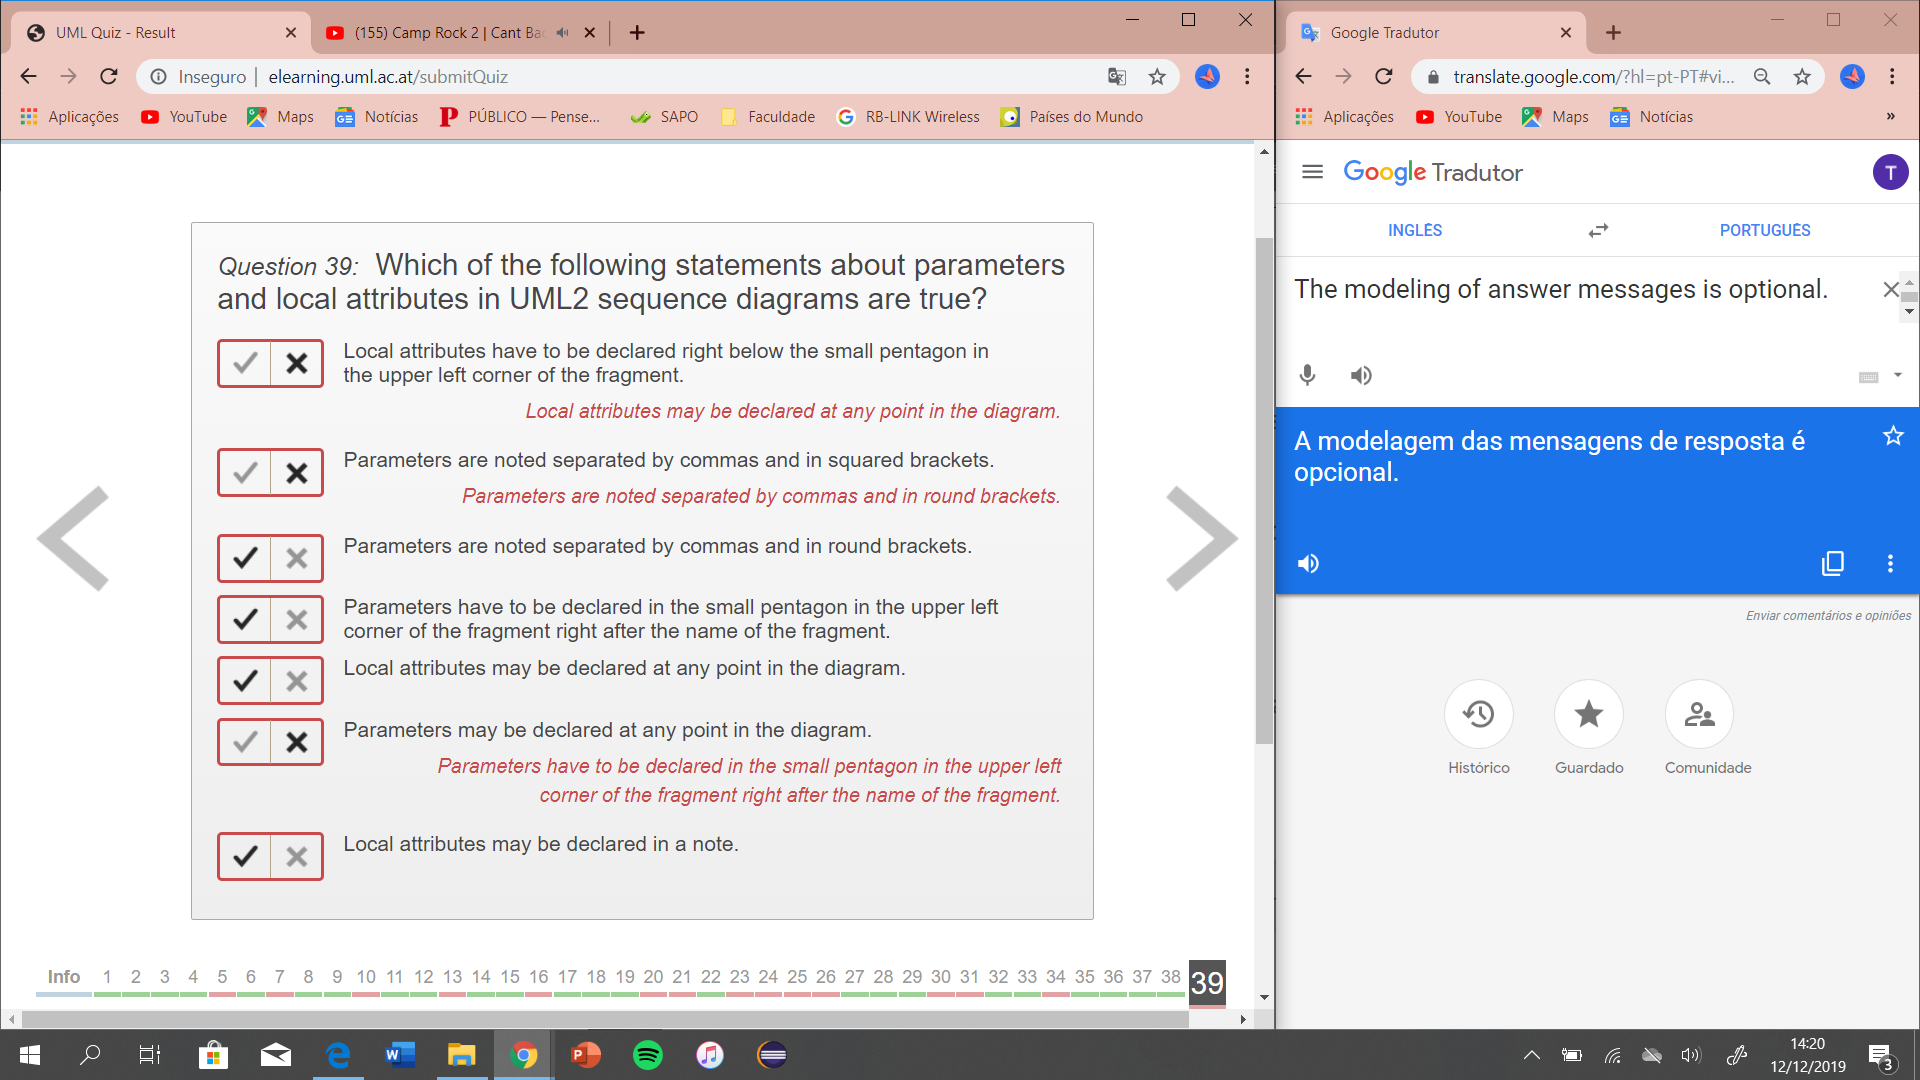 UML Quiz - Result
(155) Camp Rock 2 | Cant Ba
Inseguro
elearning.uml.ac.at/submitQuiz
Aplicações
YouTube
Maps
Notícias
PÚBLICO — Pense...
SAPO
Faculdade
RB-LINK Wireless
Países do Mundo
Question 39: Which of the following statements about parameters
and local attributes in UML2 sequence diagrams are true?
Local attributes have to be declared right below the small pentagon in
the upper left corner of the fragment.
Local attributes may be declared at any point in the diagram.
Parameters are noted separated by commas and in squared brackets.
Parameters are noted separated by commas and in round brackets.
Parameters are noted separated by commas and in round brackets.
Parameters have to be declared in the small pentagon in the upper left
corner of the fragment right after the name of the fragment.
Local attributes may be declared at any point in the diagram.
Parameters may be declared at any point in the diagram.
Parameters have to be declared in the small pentagon in the upper left
corner of the fragment right after the name of the fragment.
Local attributes may be declared in a note.
Info 1 2 3 4 5 6 7 8 9 10 11 12 13 14 15 16 17 18 19 20 21 22 23 24 25 26 27 28 29 30 31 32 33 34 35 36 37 38 39
Google Tradutor
translate.google.com/?hl=pt-PT#vi...
Aplicações
YouTube
Maps
Notícias
»
Google Tradutor
T
INGLÊS
PORTUGUÊS
The modeling of answer messages is optional.
A modelagem das mensagens de resposta é
opcional.
Enviar comentários e opiniões
Histórico
Guardado
Comunidade
14:20
12/12/2019
3